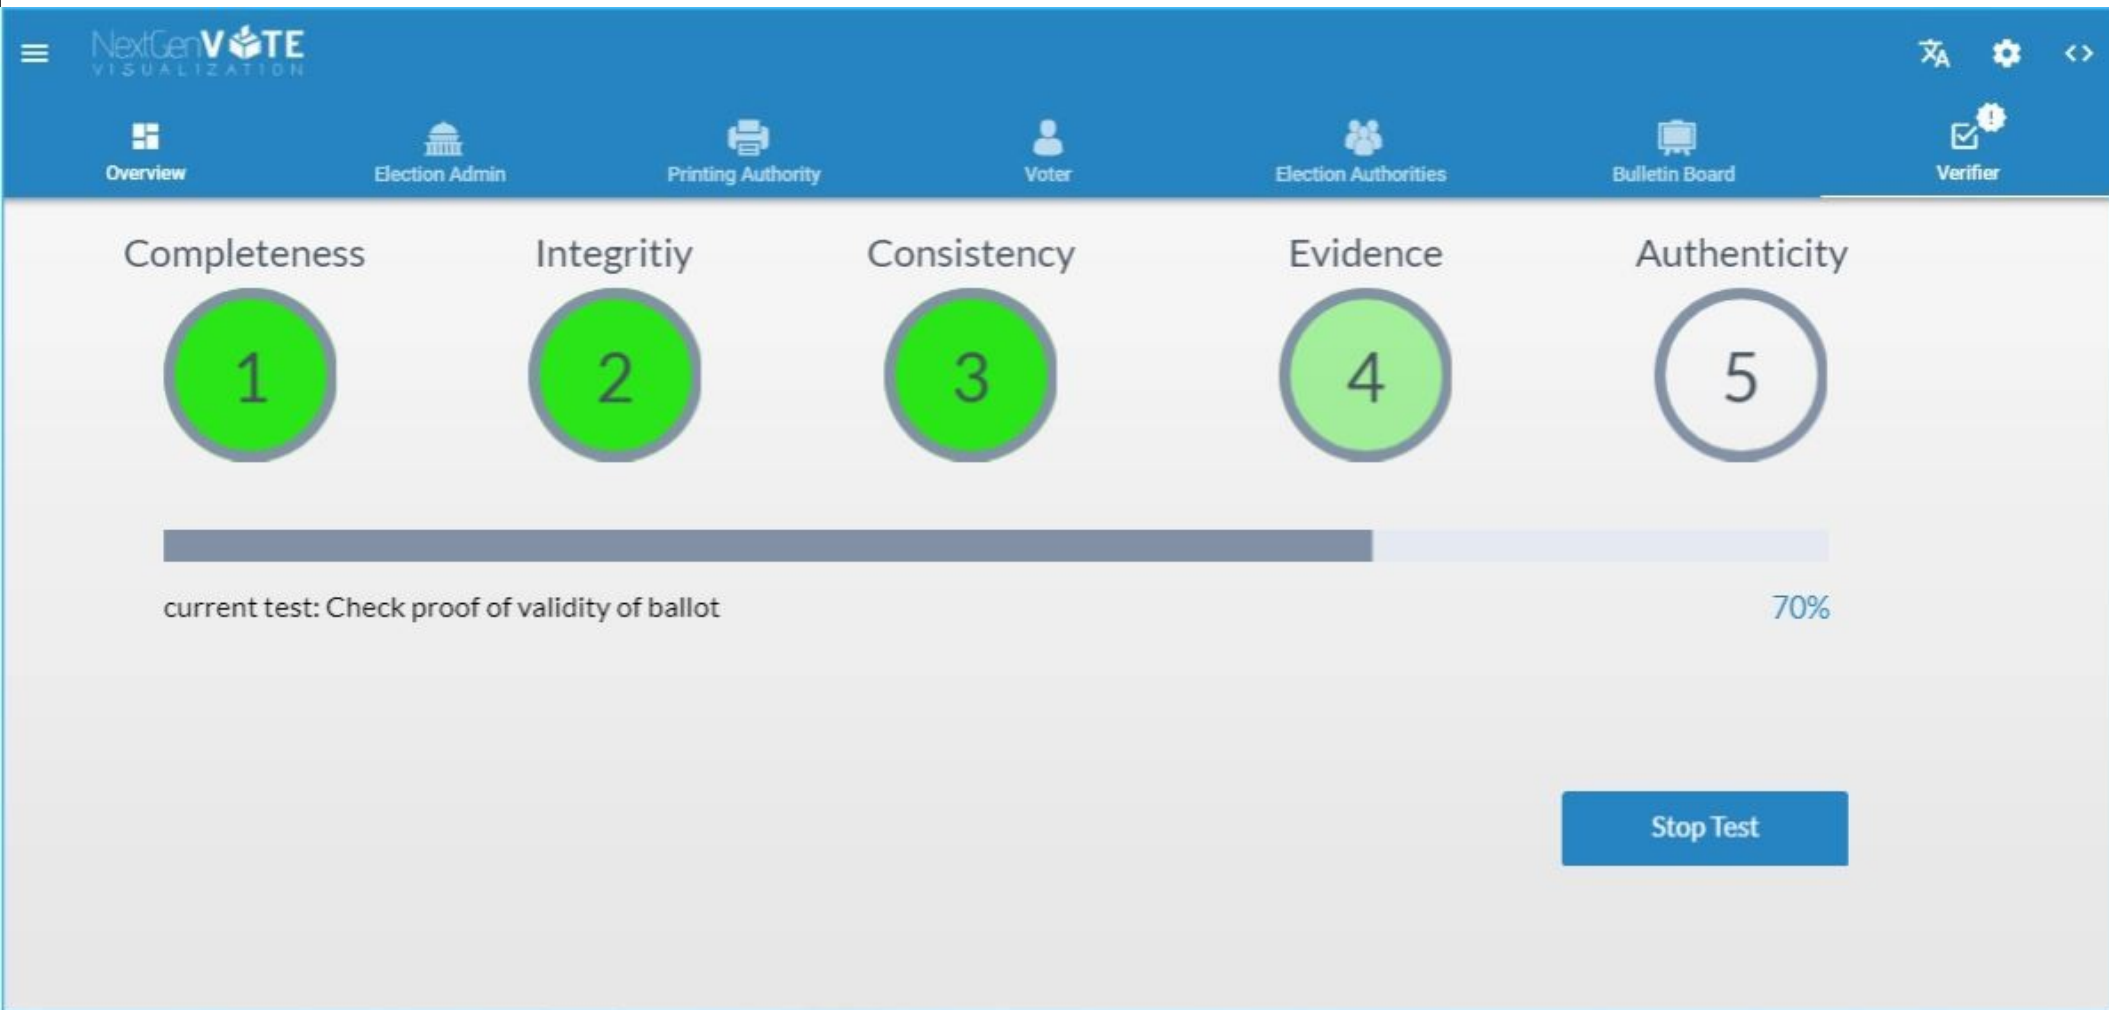 NextGenVOTE
VISUALIZATION
Overview
Election Admin
Printing Authority
Voter
Election Authorities
Bulletin Board
Verifier
Completeness
Integritiy
Consistency
Evidence
Authenticity
1
2
3
4
5
current test: Check proof of validity of ballot
70%
Stop Test